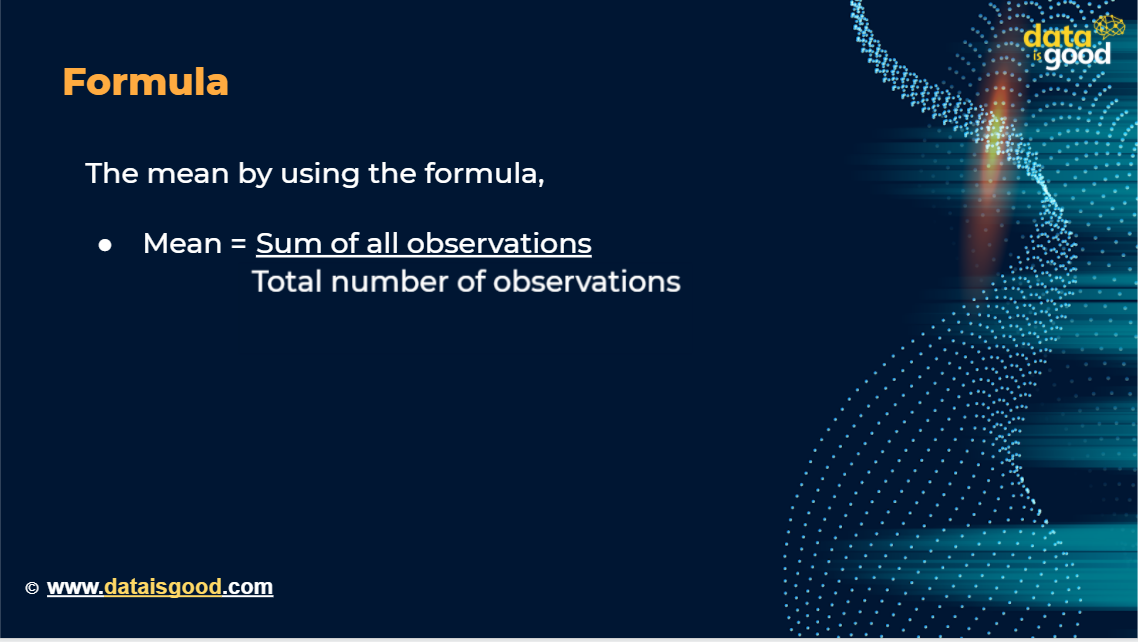 data
is good
Formula
The mean by using the formula,
● Mean = Sum of all observations
Total number of observations
© www.dataisgood.com